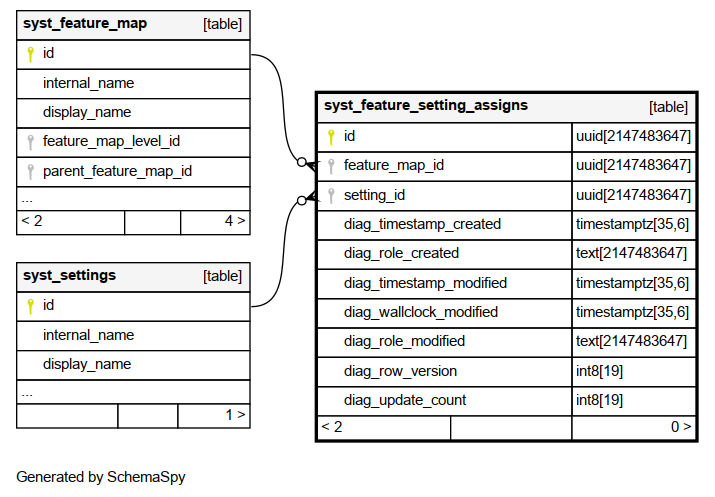 syst_feature_map [table]
id
internal_name
display_name
feature_map_level_id
parent_feature_map_id
...
< 2 4 >
syst_settings [table]
id
internal_name
display_name
...
1 >
syst_feature_setting_assigns [table]
id uuid[2147483647]
feature_map_id uuid[2147483647]
setting_id uuid[2147483647]
diag_timestamp_created timestamptz[35,6]
diag_role_created text[2147483647]
diag_timestamp_modified timestamptz[35,6]
diag_wallclock_modified timestamptz[35,6]
diag_role_modified text[2147483647]
diag_row_version int8[19]
diag_update_count int8[19]
< 2 0 >
Generated by SchemaSpy